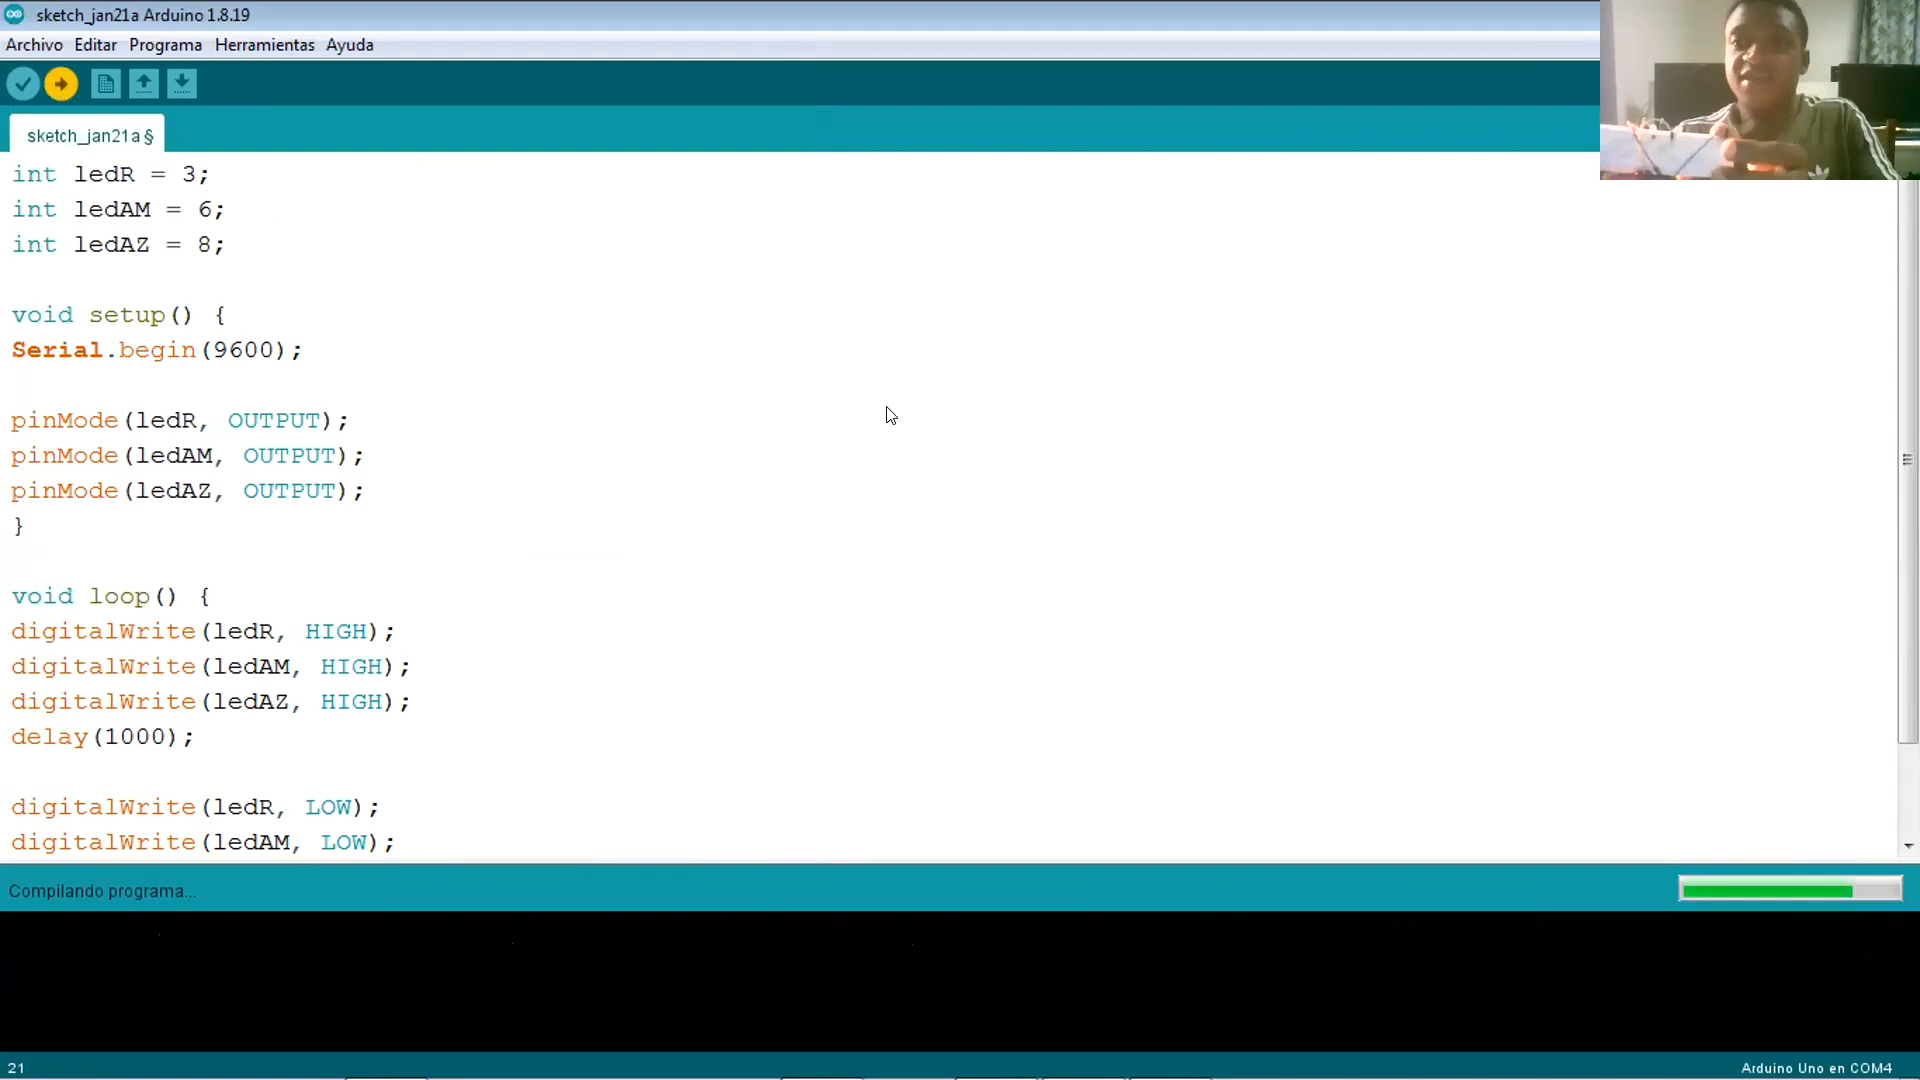 sketch_jan21a Arduino 1.8.19
Archivo Editar Programa Herramientas Ayuda
sketch_jan21a §
int ledR = 3;
int ledAM = 6;
int ledAZ = 8;
void setup() {
Serial.begin(9600);
pinMode(ledR, OUTPUT);
pinMode(ledAM, OUTPUT);
pinMode(ledAZ, OUTPUT);
}
void loop() {
digitalWrite(ledR, HIGH);
digitalWrite(ledAM, HIGH);
digitalWrite(ledAZ, HIGH);
delay(1000);
digitalWrite(ledR, LOW);
digitalWrite(ledAM, LOW);
Compilando programa...
21
Arduino Uno en COM4